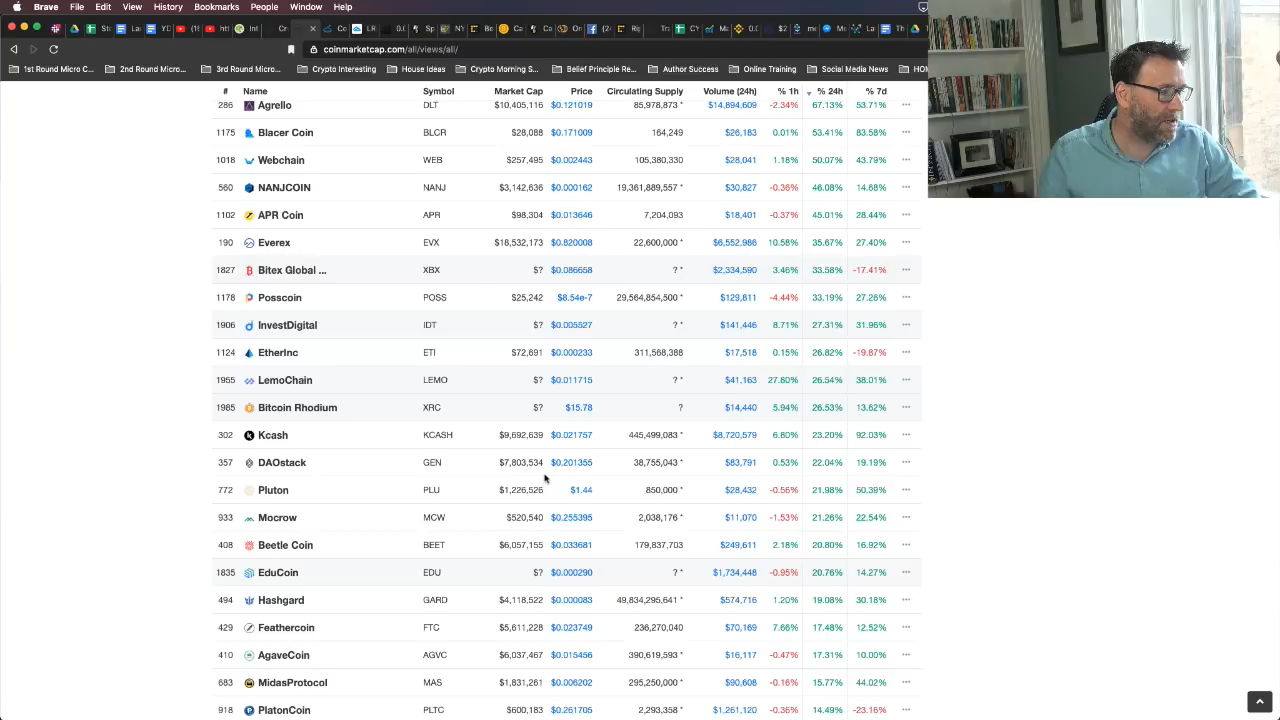 Brave File Edit View History Bookmarks People Window Help
coinmarketcap.com/all/views/all/
1st Round Micro C... 2nd Round Micro... 3rd Round Micro... Crypto Interesting House Ideas Crypto Morning S... Belief Principle Re... Audience Online Training Social Media News HOM
# Name Symbol Market Cap Price Circulating Supply Volume (24h) % 1h % 24h % 7d
286 Agrello DLT $10,405,116 $0.121019 85,978,873 * $14,894,609 -2.34% 67.13% 53.71%
1175 Blacer Coin BLCR $28,088 $0.171009 164,249 $26,183 0.01% 53.41% 83.58%
1018 Webchain WEB $257,495 $0.002443 105,380,330 $28,041 1.18% 50.07% 43.79%
NANJCOIN NANJ $3,142,636 $0.000162 19,361,889,557 * $30,827 -0.36% 46.08% 14.68%
1102 APR Coin APR $98,304 $0.013646 7,204,093 $18,401 -0.37% 45.01% 28.44%
190 Everex EVX $18,532,173 $0.820008 22,600,000 * $6,552,986 10.58% 35.67% 27.40%
1827 Bitex Global ... XBX $? $0.086658 ? * $2,334,590 3.46% 33.58% -17.41%
1178 Posscoin POSS $25,242 $8.54e-7 29,564,854,500 * $129,811 -4.44% 33.19% 27.26%
1906 InvestDigital IDT $? $0.005527 ? * $141,446 8.71% 27.31% 31.96%
1124 EtherInc ETI $72,691 $0.000233 311,568,388 $17,518 0.15% 26.82% -19.87%
1955 LemoChain LEMO $? $0.011715 ? * $41,163 27.80% 26.54% 38.01%
1985 Bitcoin Rhodium XRC $? $15.78 ? $14,440 5.94% 26.53% 13.62%
302 Kcash KCASH $9,692,639 $0.021757 445,499,083 * $8,720,579 6.80% 23.20% 92.03%
357 DAOstack GEN $7,803,534 $0.201355 38,755,043 * $83,791 0.53% 22.04% 19.19%
772 Pluton PLU $1,226,526 $1.44 850,000 * $28,432 -0.56% 21.98% 50.39%
933 Mocrow MCW $520,540 $0.255395 2,038,176 * $11,070 -1.53% 21.26% 22.54%
408 Beetle Coin BEET $6,057,155 $0.033681 179,837,703 $249,611 2.18% 20.80% 16.92%
1835 EduCoin EDU $? $0.000290 ? * $1,734,448 -0.95% 20.76% 14.27%
494 Hashgard GARD $4,118,522 $0.000083 49,834,295,641 * $574,716 1.20% 19.08% 30.18%
429 Feathercoin FTC $5,611,228 $0.023749 236,270,040 $70,169 7.66% 17.48% 12.52%
410 AgaveCoin AGVC $6,037,467 $0.015456 390,619,593 * $16,117 -0.47% 17.31% 10.00%
683 MidasProtocol MAS $1,831,261 $0.006202 295,250,000 * $90,608 -0.16% 15.77% 44.02%
918 PlatonCoin PLTC $600,183 $0.261705 2,293,358 * $1,261,120 -0.36% 14.49% -23.16%